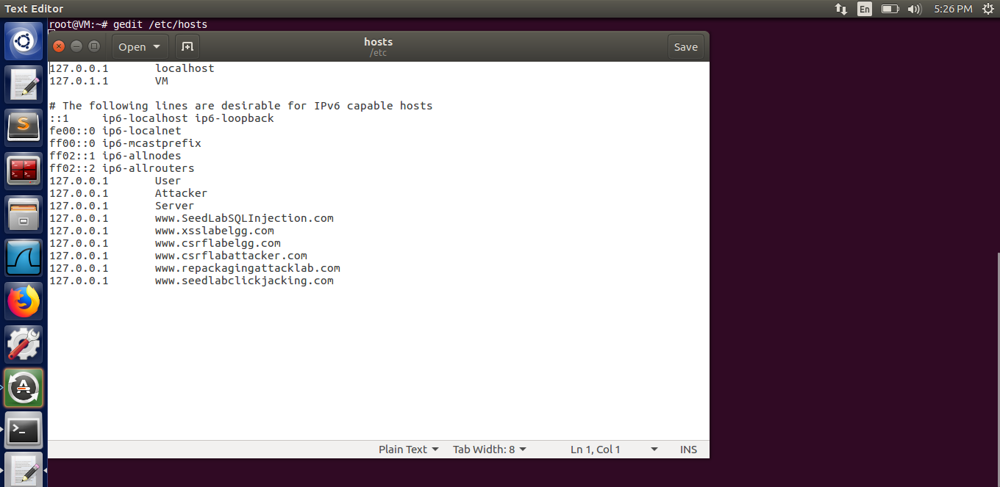 Text Editor En 5:26 PM
root@VM:~# gedit /etc/hosts
Open hosts Save
/etc
127.0.0.1 localhost
127.0.1.1 VM
# The following lines are desirable for IPv6 capable hosts
::1 ip6-localhost ip6-loopback
fe00::0 ip6-localnet
ff00::0 ip6-mcastprefix
ff02::1 ip6-allnodes
ff02::2 ip6-allrouters
127.0.0.1 User
127.0.0.1 Attacker
127.0.0.1 Server
127.0.0.1 www.SeedLabSQLInjection.com
127.0.0.1 www.xsslabelgg.com
127.0.0.1 www.csrflabelgg.com
127.0.0.1 www.csrflabattacker.com
127.0.0.1 www.repackagingattacklab.com
127.0.0.1 www.seedlabclickjacking.com
Plain Text Tab Width: 8 Ln 1, Col 1 INS